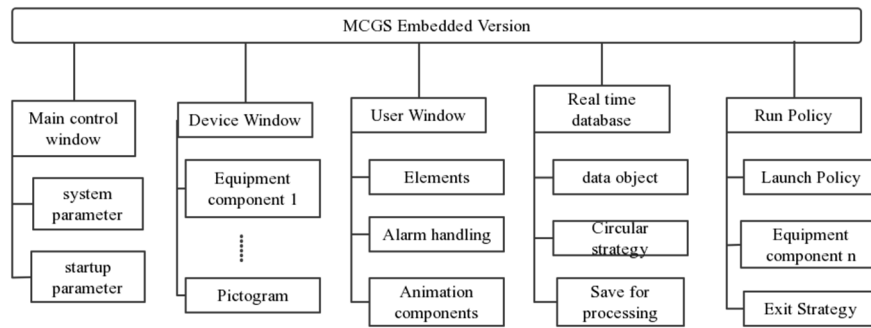 MCGS Embedded Version
Main control
window
system
parameter
startup
parameter
Device Window
Equipment
component 1
Pictogram
User Window
Elements
Alarm handling
Animation
components
Real time
database
data object
Circular
strategy
Save for
processing
Run Policy
Launch Policy
Equipment
component n
Exit Strategy